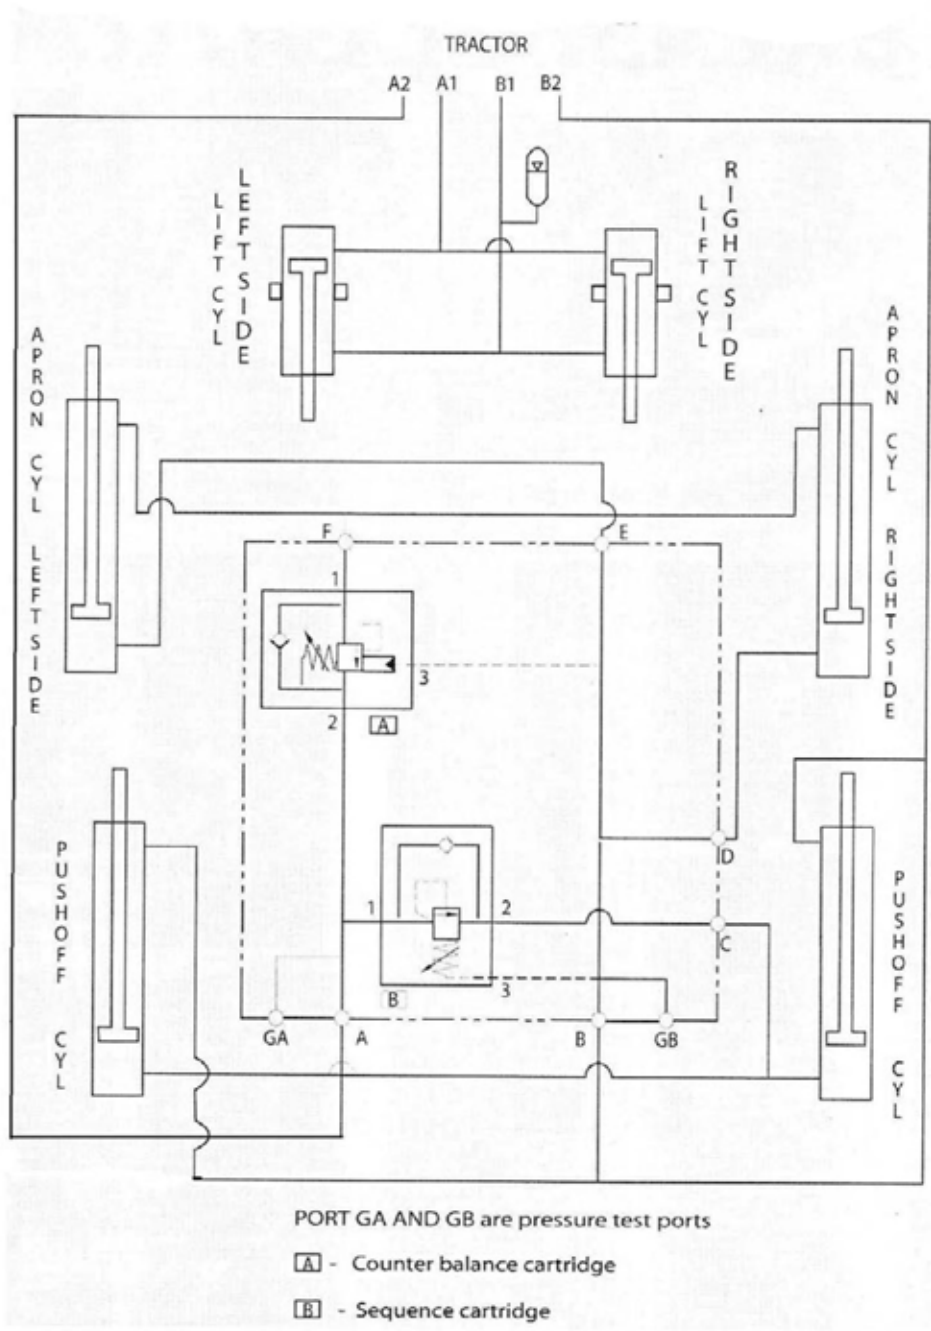 TRACTOR
A2 A1 B1 B2
LEFT SIDE
LIFT CYL
RIGHT SIDE
LIFT CYL
APRON CYL LEFT SIDE
APRON CYL RIGHT SIDE
F
E
1
3
2
A
D
1
2
C
3
B
GA
A
B
GB
PUSHOFF CYL
PUSHOFF CYL
PORT GA AND GB are pressure test ports
A - Counter balance cartridge
B - Sequence cartridge